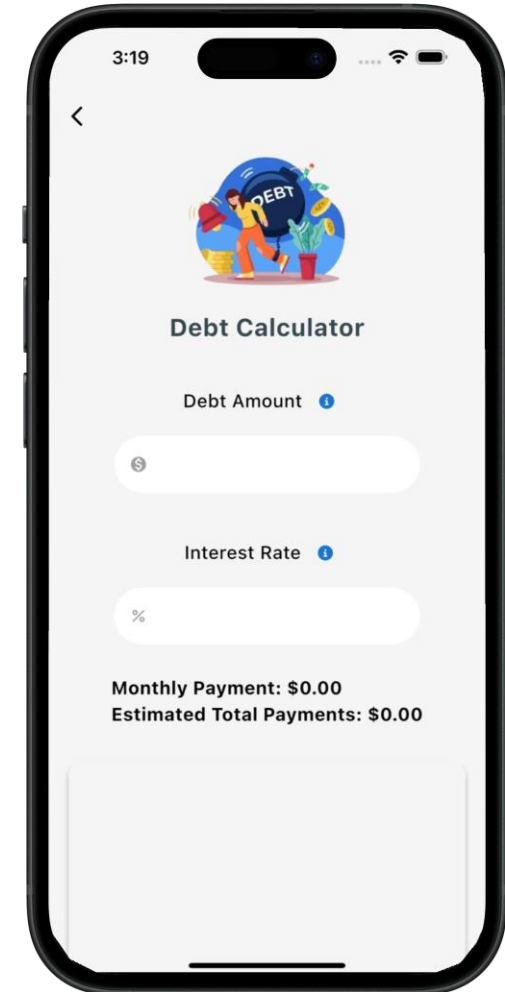 3:19
DEBT
Debt Calculator
Debt Amount
$
Interest Rate
%
Monthly Payment: $0.00
Estimated Total Payments: $0.00